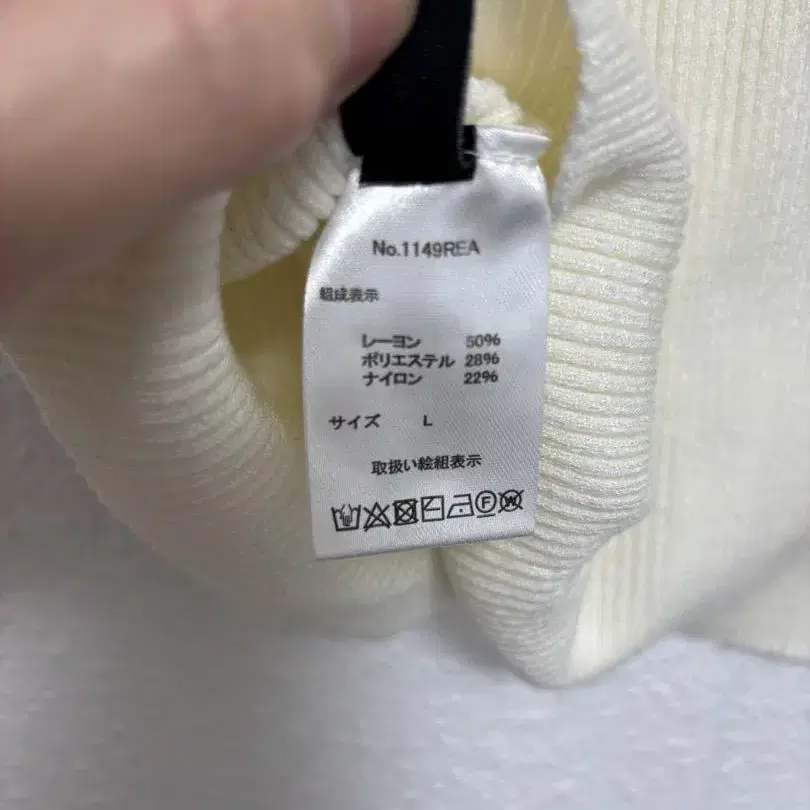 No.1149REA
組成表示
レーヨン 50%
ポリエステル 28%
ナイロン 22%
サイズ L
取扱い絵組表示
F W